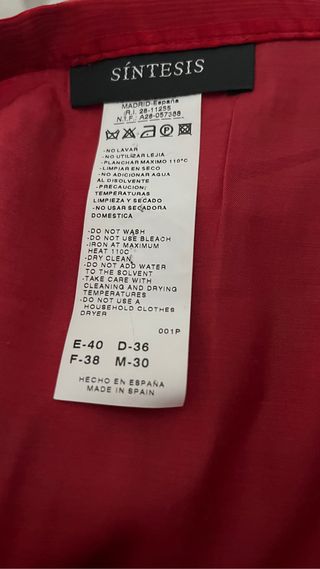 SÍNTESIS
MADRID-España
R.I. 28-11255
N.I.F.: A28-057388
-NO LAVAR
-NO UTILIZAR LEJIA
-PLANCHAR MAXIMO 110°C
-LIMPIAR EN SECO
-NO ADICIONAR AGUA
AL DISOLVENTE
-PRECAUCION:
TEMPERATURAS
LIMPIEZA Y SECADO
-NO USAR SECADORA
DOMESTICA
-DO NOT WASH
-DO NOT USE BLEACH
-IRON AT MAXIMUM
HEAT 110C
-DRY CLEAN
-DO NOT ADD WATER
TO THE SOLVENT
-TAKE CARE WITH
CLEANING AND DRYING
TEMPERATURES
-DO NOT USE A
HOUSEHOLD CLOTHES
DRYER
001P
E-40 D-36
F-38 M-30
HECHO EN ESPAÑA
MADE IN SPAIN